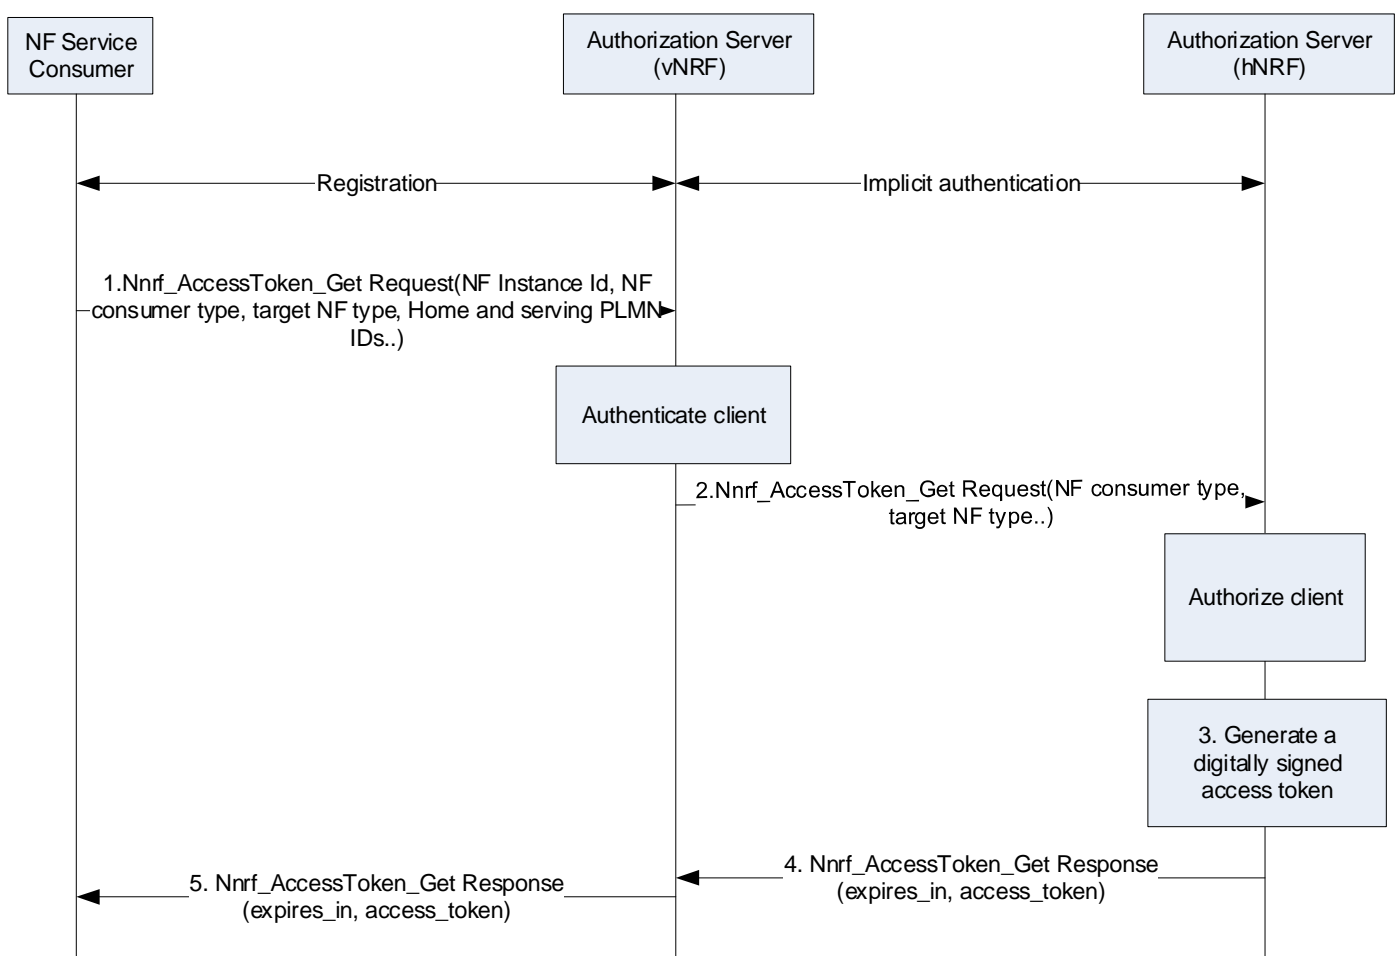 NF Service
Consumer
Authorization Server
(vNRF)
Authorization Server
(hNRF)
Registration
Implicit authentication
1.Nnrf_AccessToken_Get Request(NF Instance Id, NF
consumer type, target NF type, Home and serving PLMN
IDs..)
Authenticate client
2.Nnrf_AccessToken_Get Request(NF consumer type,
target NF type..)
Authorize client
3. Generate a
digitally signed
access token
4. Nnrf_AccessToken_Get Response
(expires_in, access_token)
5. Nnrf_AccessToken_Get Response
(expires_in, access_token)